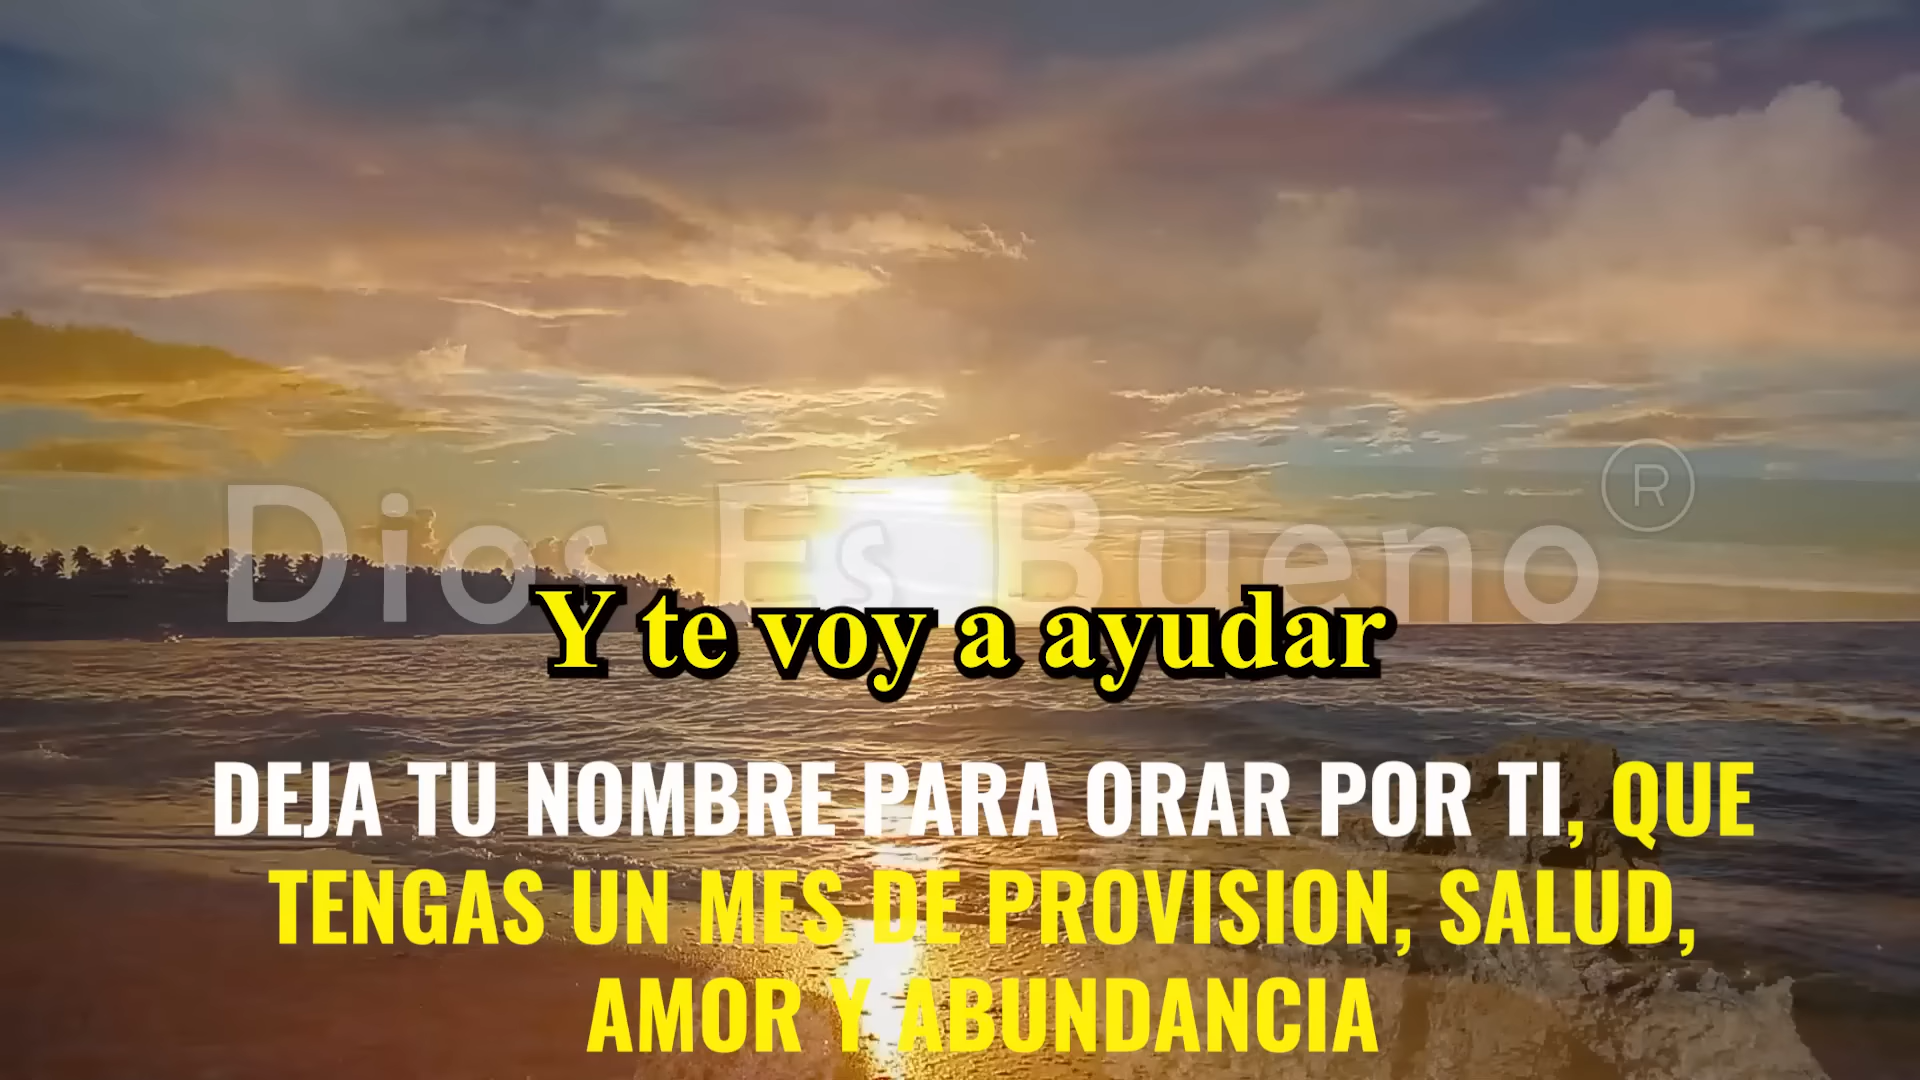 Dios Es Bueno ®
Y te voy a ayudar
DEJA TU NOMBRE PARA ORAR POR TI, QUE
TENGAS UN MES DE PROVISION, SALUD,
AMOR Y ABUNDANCIA